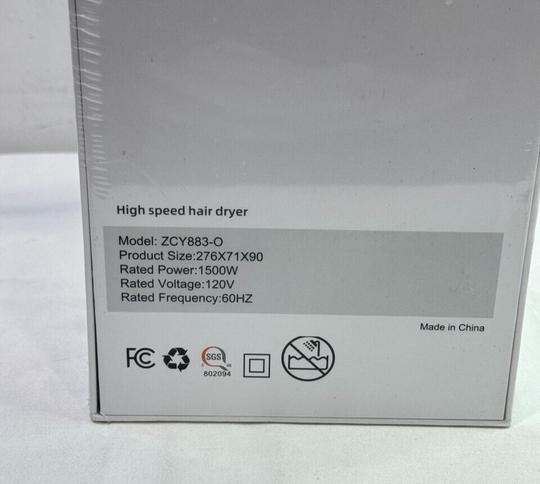 High speed hair dryer
Model: ZCY883-O
Product Size:276X71X90
Rated Power:1500W
Rated Voltage:120V
Rated Frequency:60HZ
Made in China
FC
SGS
802094